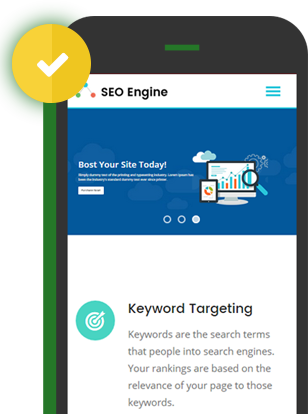 SEO Engine
Bost Your Site Today!
Simply dummy text of the printing and typesetting industry. Lorem Ipsum has
been the industry's standard dummy text ever since printer.
Keyword Targeting
Keywords are the search terms
that people into search engines.
Your rankings are based on the
relevance of your page to those
keywords.